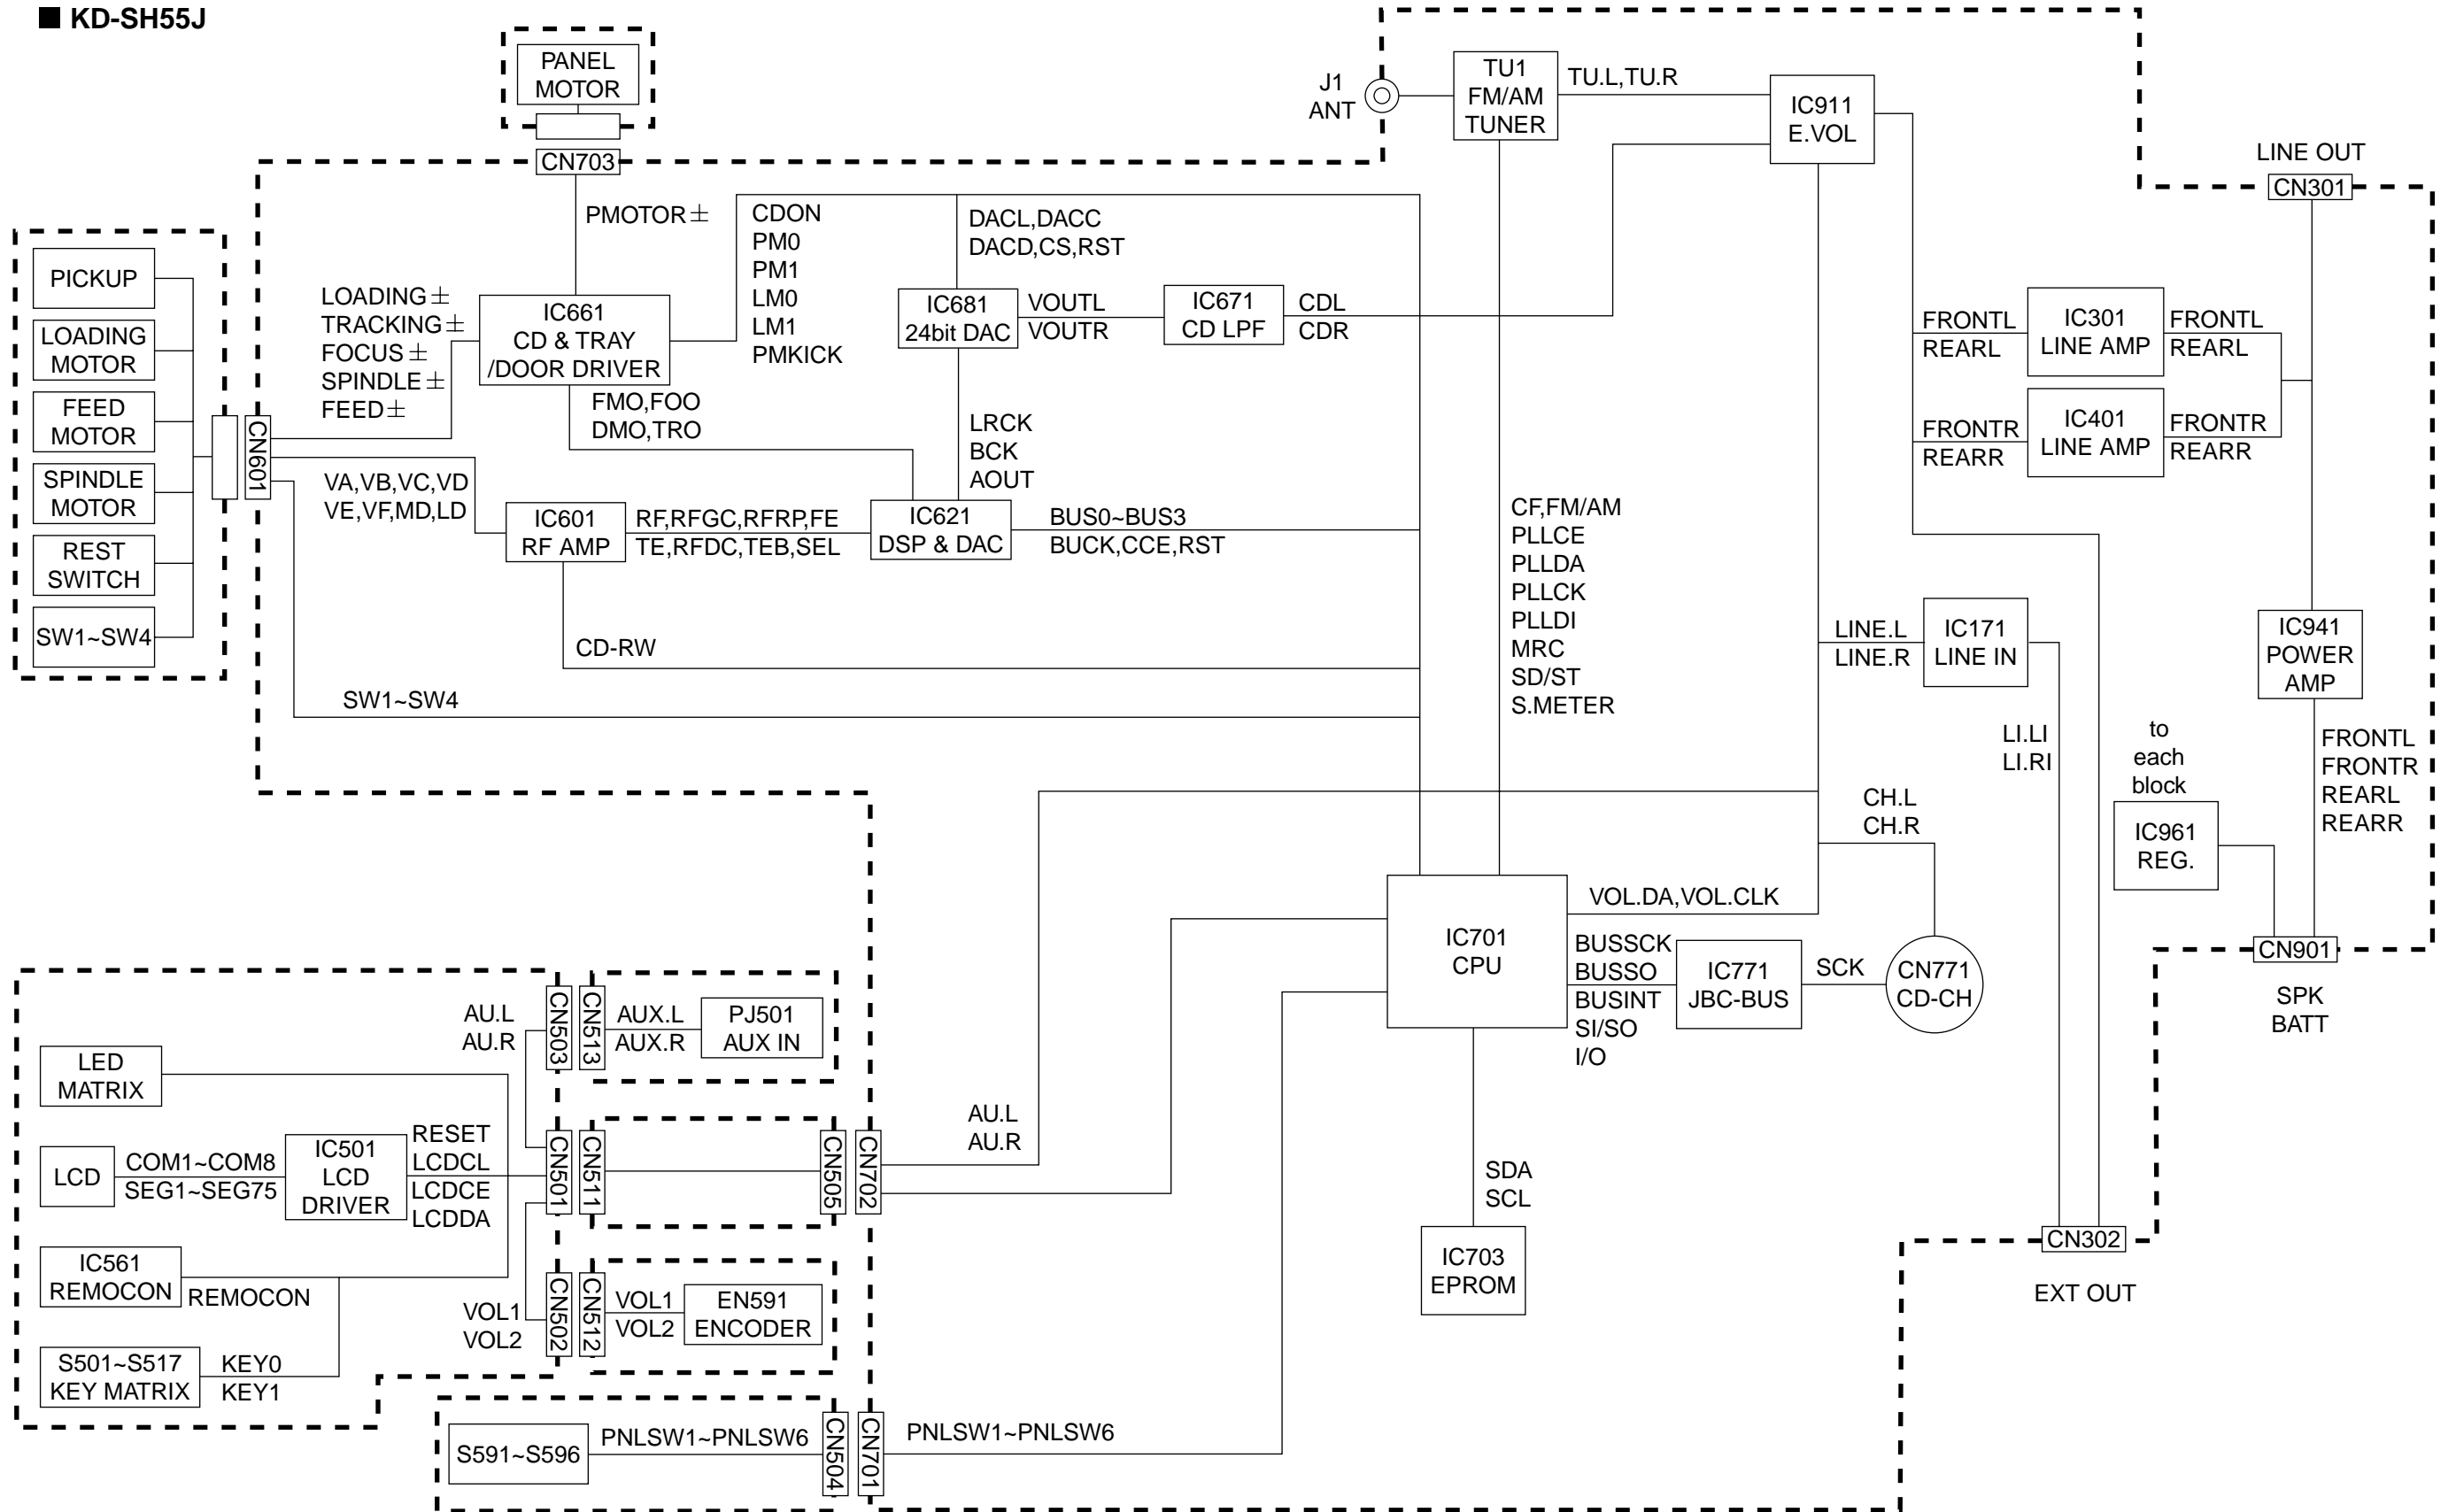 KD-SH55J
PANEL
MOTOR
CN703
PMOTOR±
J1
ANT
TU1
FM/AM
TUNER
TU.L,TU.R
IC911
E.VOL
LINE OUT
CN301
PICKUP
LOADING
MOTOR
FEED
MOTOR
SPINDLE
MOTOR
REST
SWITCH
SW1~SW4
CN601
LOADING±
TRACKING±
FOCUS±
SPINDLE±
FEED±
IC661
CD & TRAY
/DOOR DRIVER
CDON
PM0
PM1
LM0
LM1
PMKICK
DACL,DACC
DACD,CS,RST
IC681
24bit DAC
VOUTL
VOUTR
IC671
CD LPF
CDL
CDR
FMO,FOO
DMO,TRO
LRCK
BCK
AOUT
VA,VB,VC,VD
VE,VF,MD,LD
IC601
RF AMP
RF,RFGC,RFRP,FE
TE,RFDC,TEB,SEL
IC621
DSP & DAC
BUS0~BUS3
BUCK,CCE,RST
CD-RW
SW1~SW4
CF,FM/AM
PLLCE
PLLDA
PLLCK
PLLDI
MRC
SD/ST
S.METER
FRONTL
REARL
IC301
LINE AMP
FRONTL
REARL
FRONTR
REARR
IC401
LINE AMP
FRONTR
REARR
LINE.L
LINE.R
IC171
LINE IN
LI.LI
LI.RI
IC941
POWER
AMP
to
each
block
IC961
REG.
FRONTL
FRONTR
REARL
REARR
CN901
SPK
BATT
CH.L
CH.R
IC701
CPU
VOL.DA,VOL.CLK
BUSSCK
BUSSO
BUSINT
SI/SO
I/O
IC771
JBC-BUS
SCK
CN771
CD-CH
SDA
SCL
IC703
EPROM
CN302
EXT OUT
LED
MATRIX
LCD
COM1~COM8
SEG1~SEG75
IC501
LCD
DRIVER
RESET
LCDCL
LCDCE
LCDDA
IC561
REMOCON
REMOCON
S501~S517
KEY MATRIX
KEY0
KEY1
AU.L
AU.R
CN503
CN513
AUX.L
AUX.R
PJ501
AUX IN
CN501
CN511
CN505
CN702
AU.L
AU.R
VOL1
VOL2
CN502
CN512
VOL1
VOL2
EN591
ENCODER
S591~S596
PNLSW1~PNLSW6
CN504
CN701
PNLSW1~PNLSW6